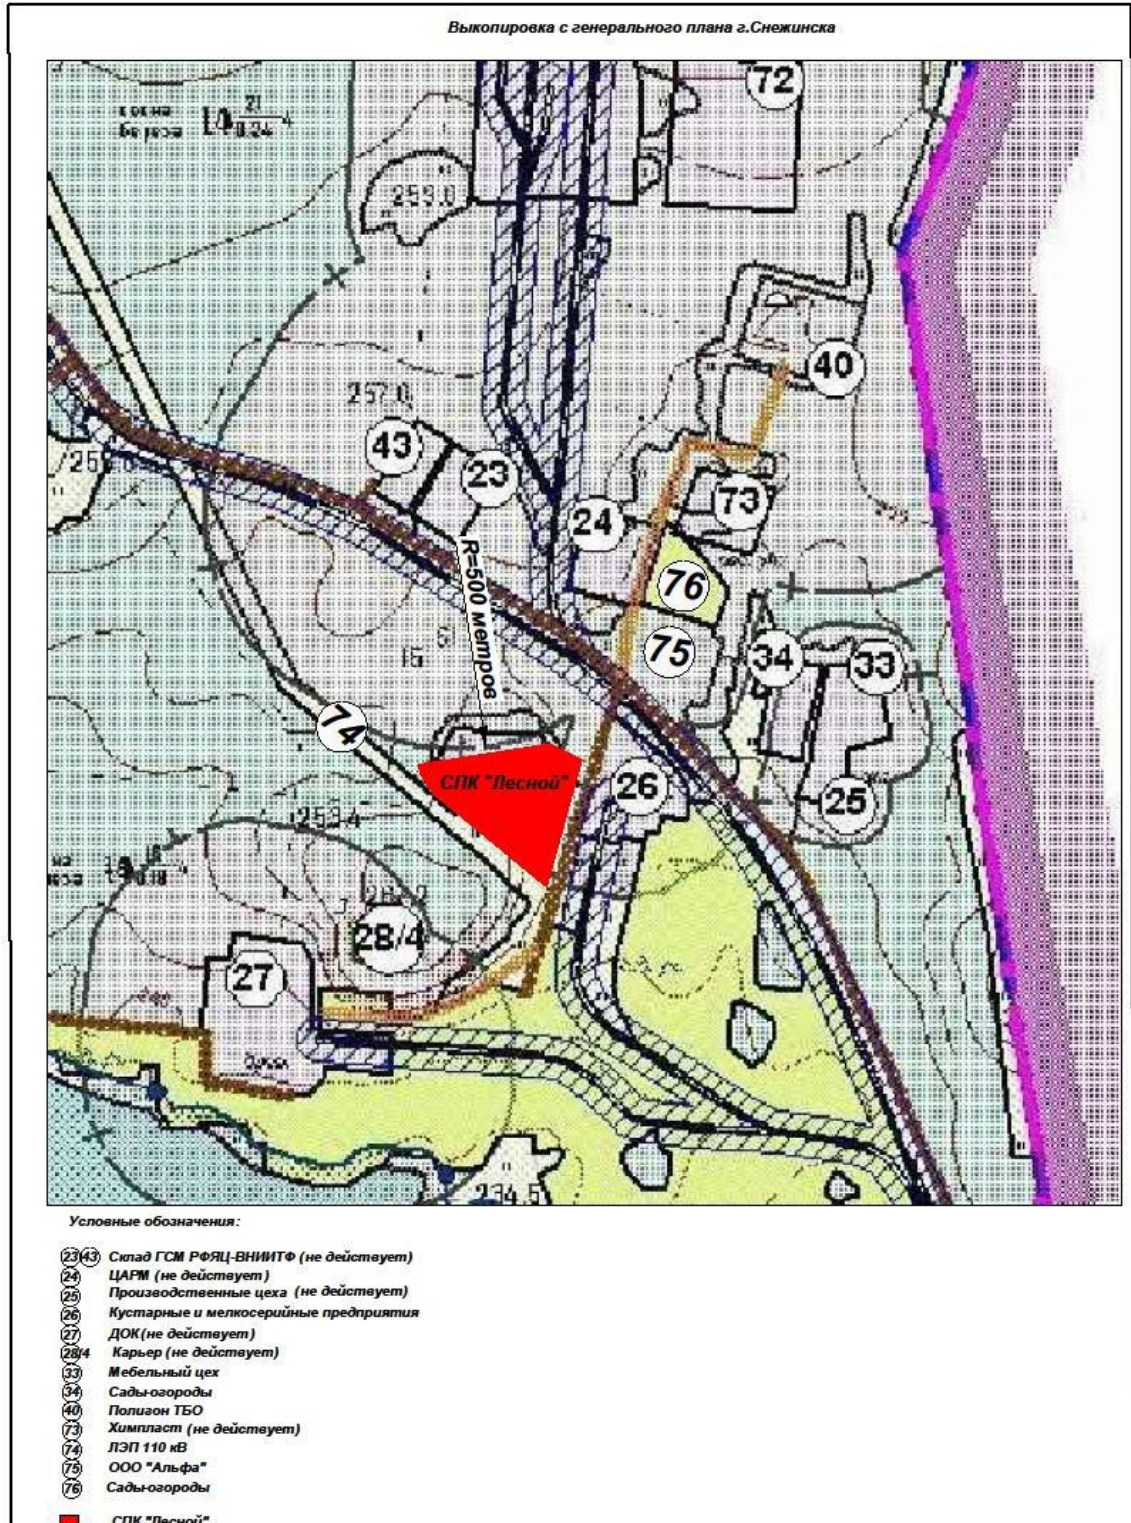 Выкопировка с генерального плана г.Снежинска
72
21
259.0
40
257.0
43
23
73
24
R=500 метров
76
75
15
34
33
74
СПК "Лесной"
26
25
28/4
27
234.5
Условные обозначения:
23 43 Склад ГСМ РФЯЦ-ВНИИТФ (не действует)
24 ЦАРМ (не действует)
25 Производственные цеха (не действует)
26 Кустарные и мелкосерийные предприятия
27 ДОК(не действует)
28/4 Карьер (не действует)
33 Мебельный цех
34 Сады-огороды
40 Полигон ТБО
73 Химпласт (не действует)
74 ЛЭП 110 кВ
75 ООО "Альфа"
76 Сады-огороды
СПК "Лесной"